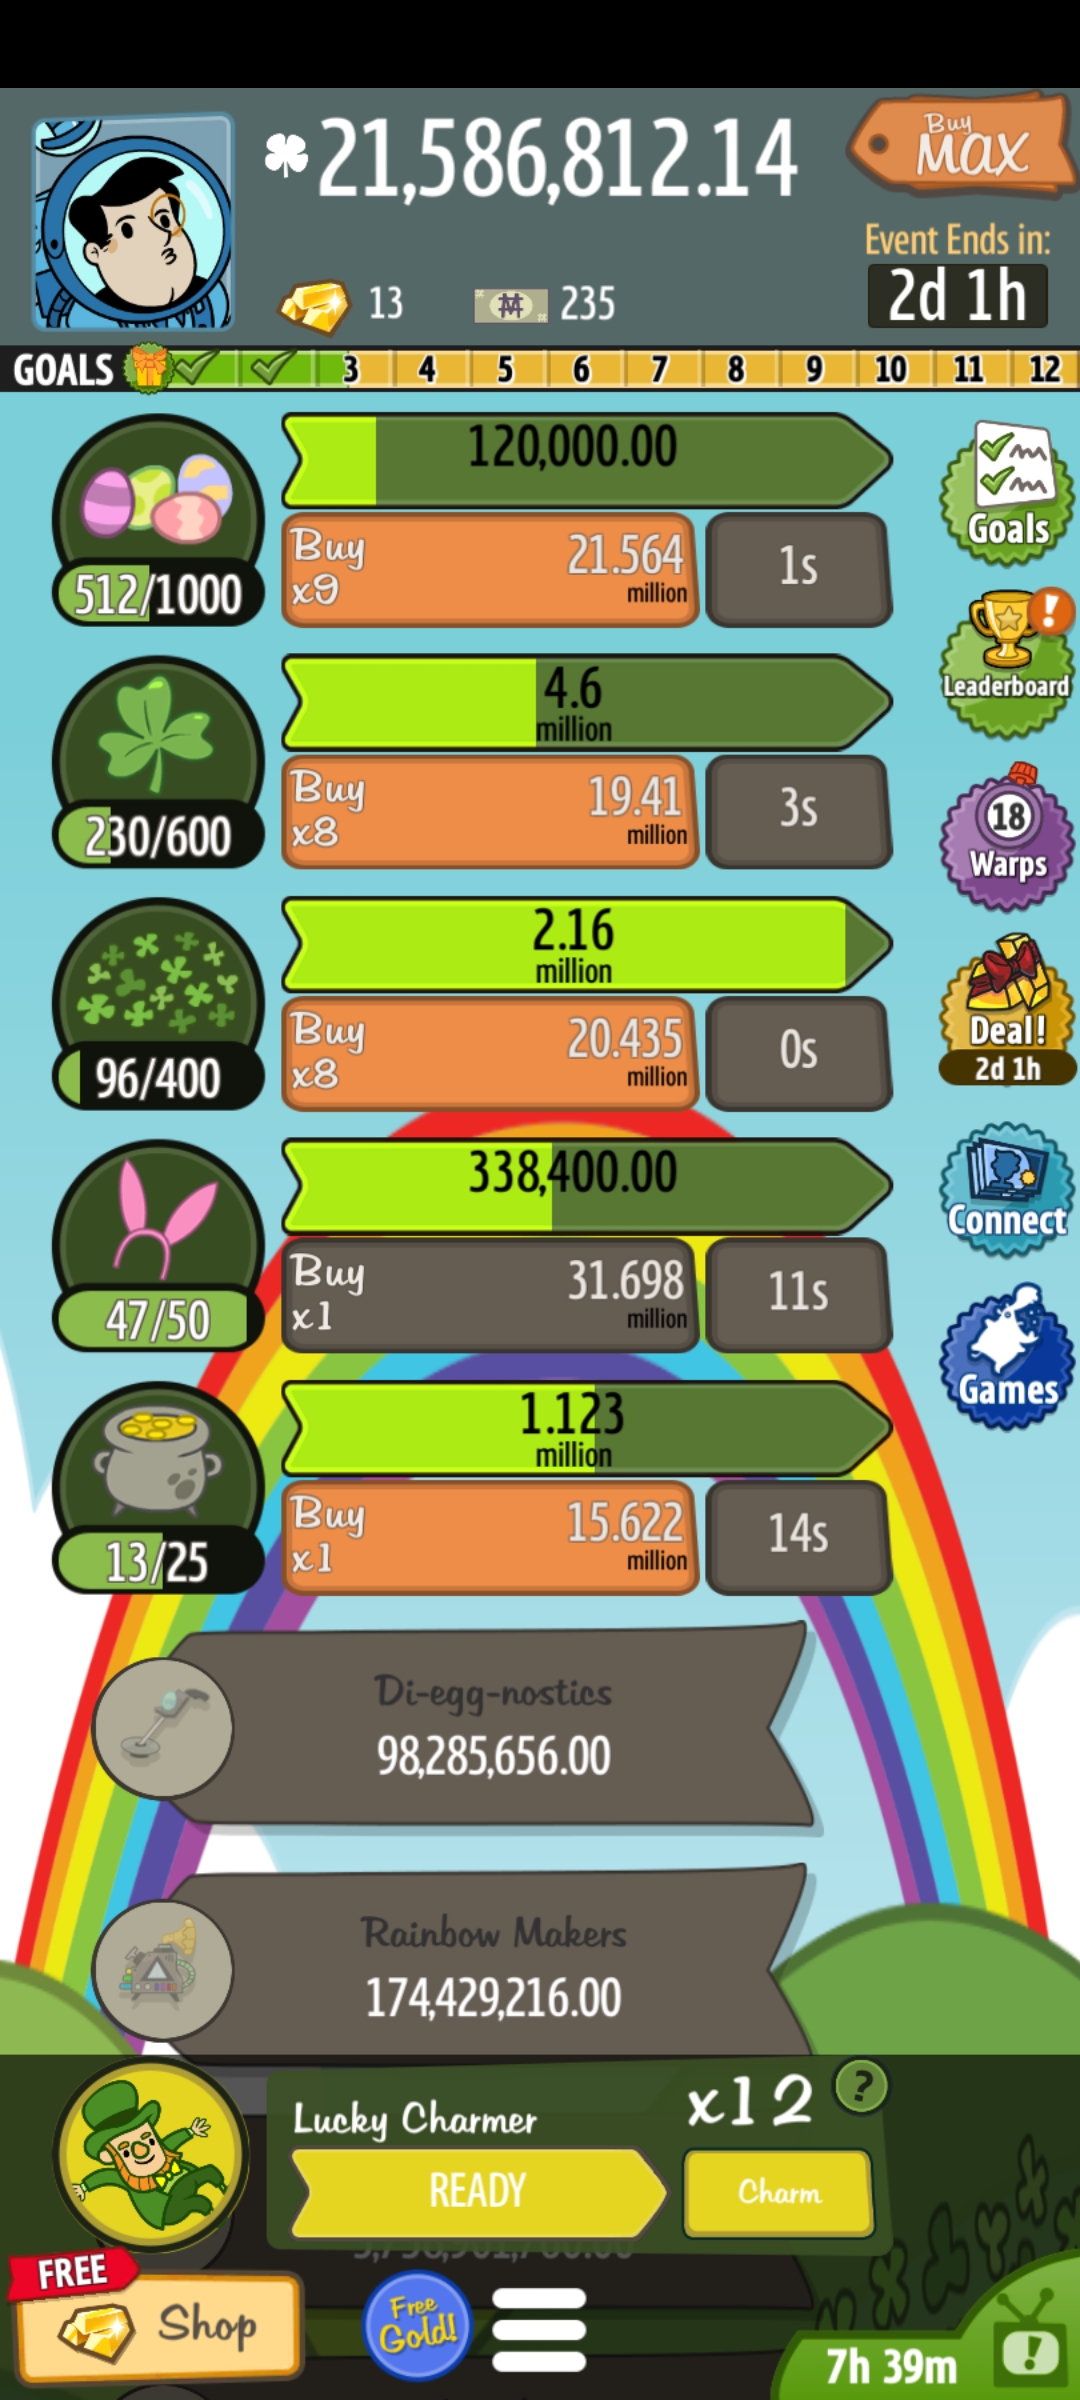 21,586,812.14
Buy
MAX
Event Ends in:
2d 1h
13
235
GOALS
3 4 5 6 7 8 9 10 11 12
120,000.00
Buy
x9
21.564
million
1s
512/1000
Goals
4.6
million
Buy
x8
19.41
million
3s
230/600
!
Leaderboard
18
Warps
2.16
million
Buy
x8
20.435
million
0s
96/400
Deal!
2d 1h
338,400.00
Buy
x1
31.698
million
11s
47/50
Connect
1.123
million
Buy
x1
15.622
million
14s
13/25
Games
Di-egg-nostics
98,285,656.00
Rainbow Makers
174,429,216.00
Lucky Charmer
x12
?
READY
Charm
FREE
Shop
Free
Gold!
7h 39m
!